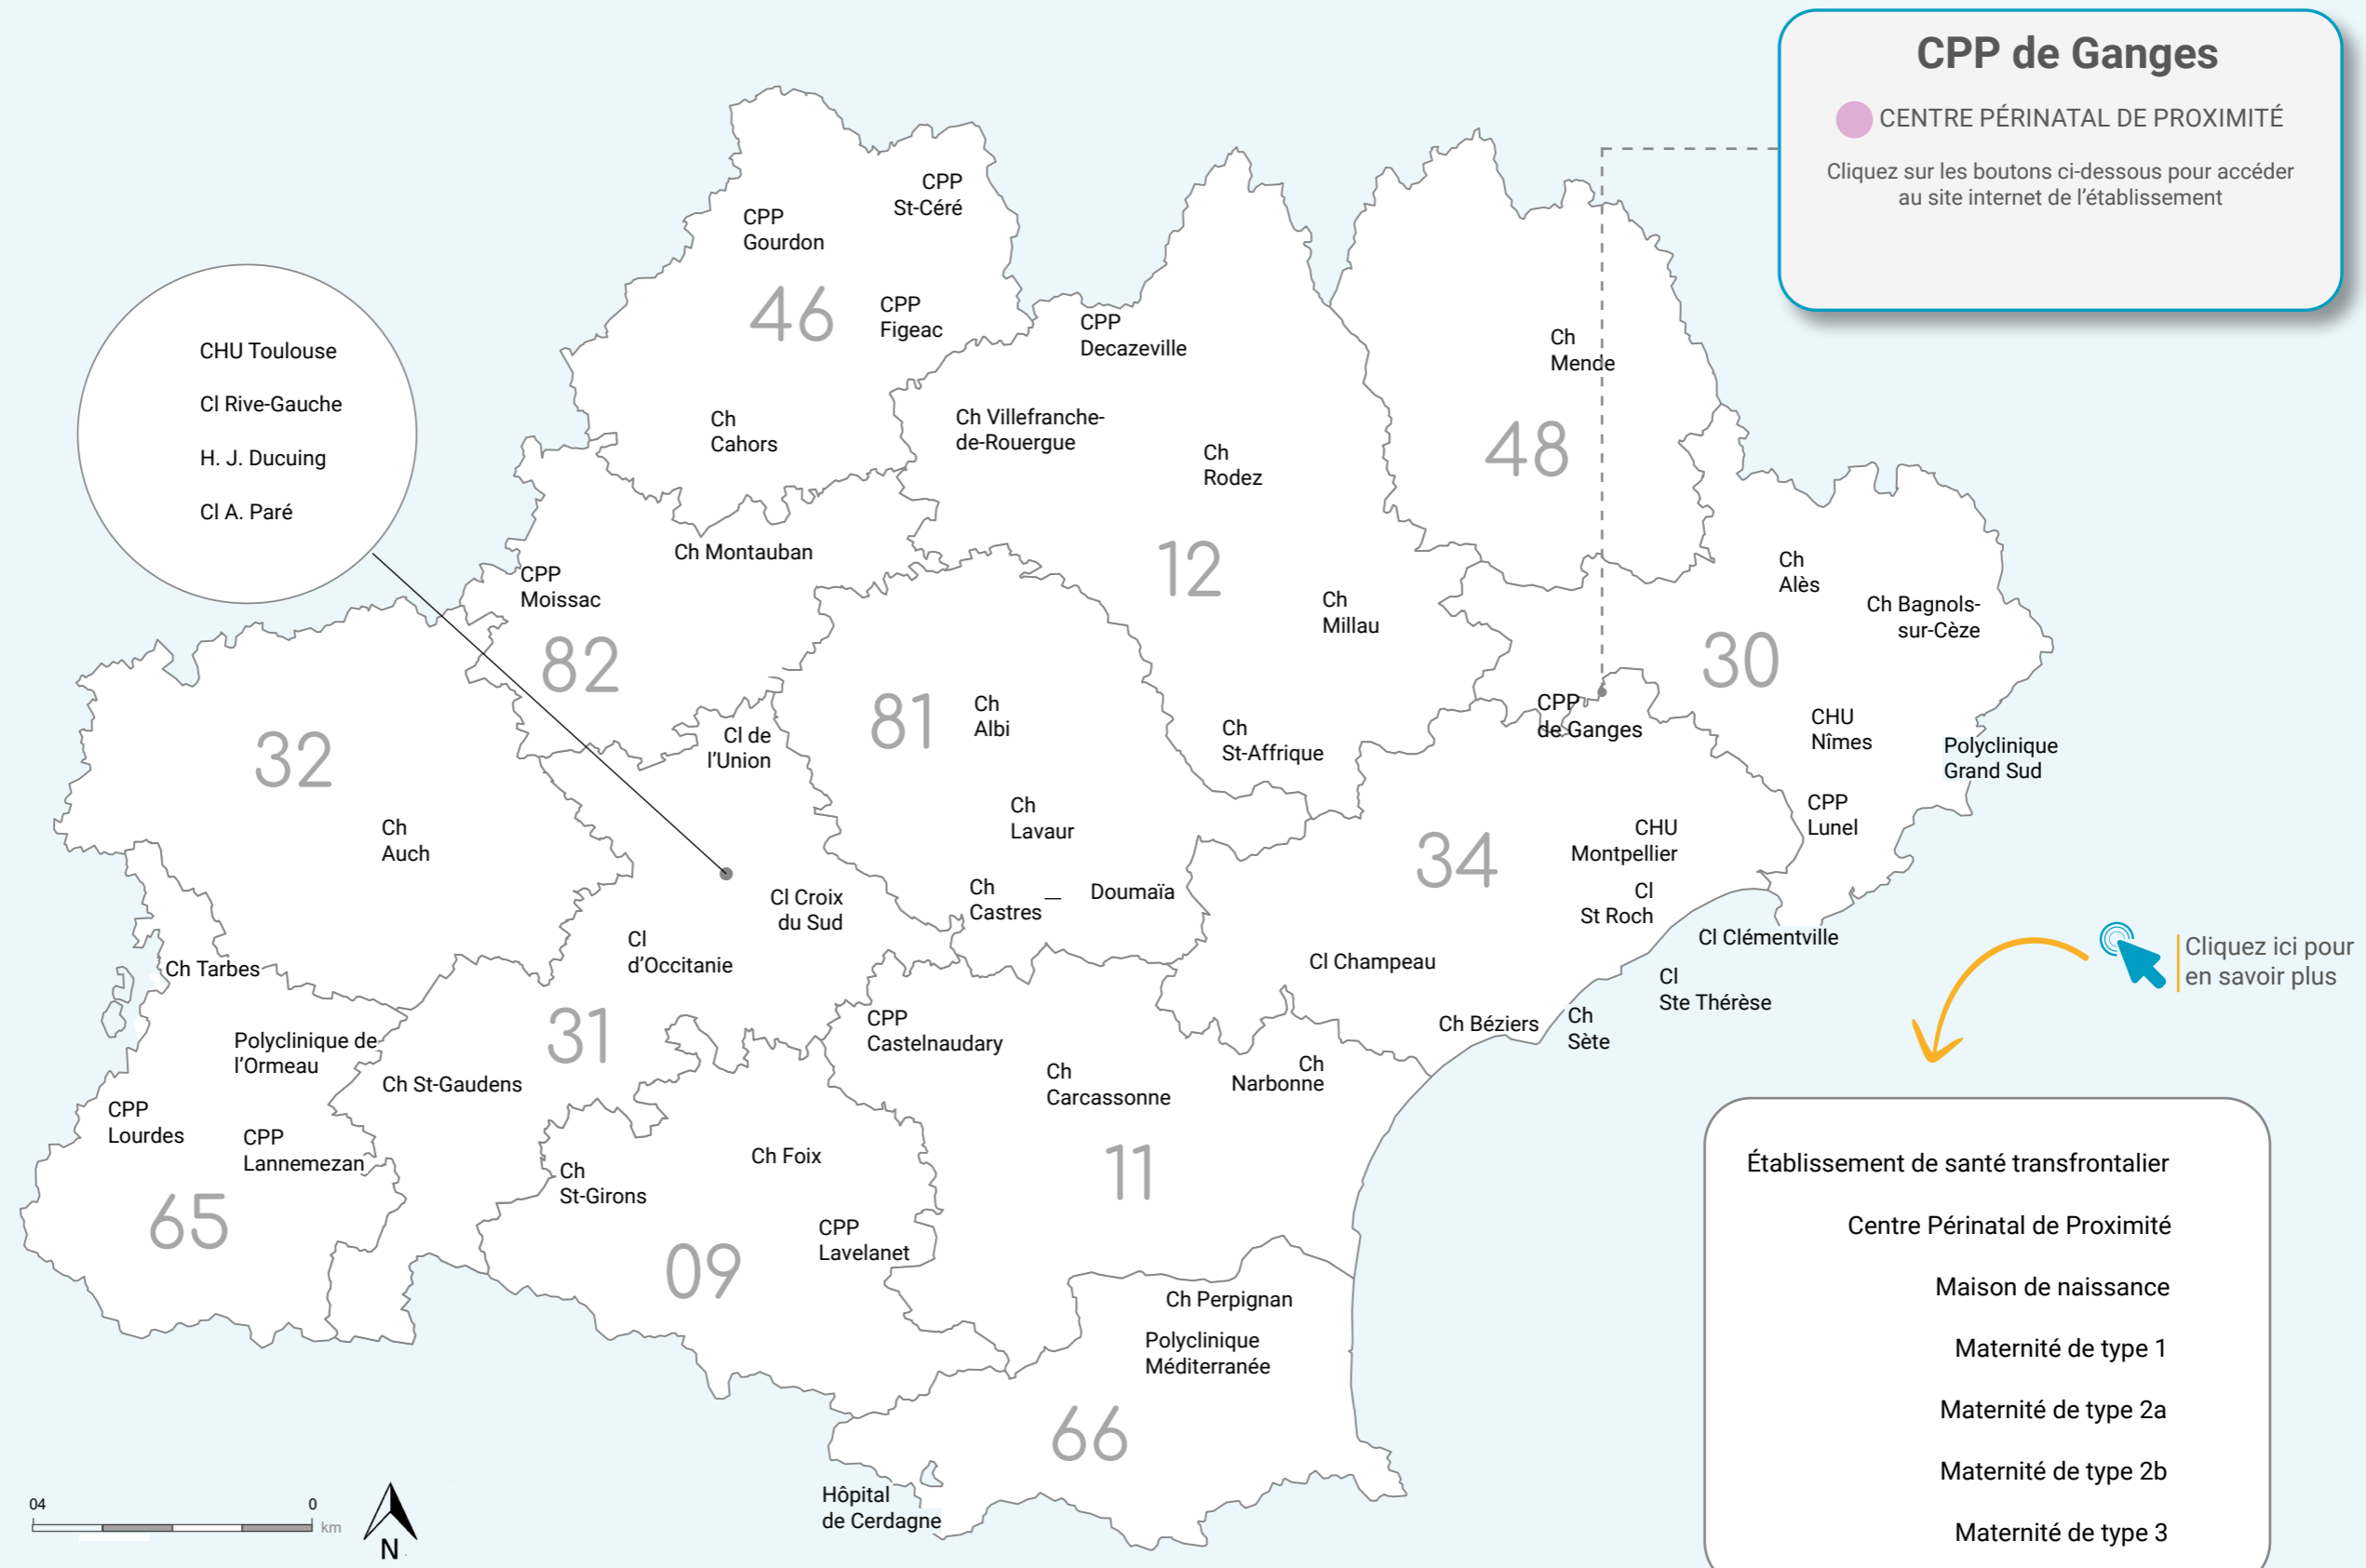 CPP de Ganges
CENTRE PÉRINATAL DE PROXIMITÉ
Cliquez sur les boutons ci-dessous pour accéder
au site internet de l'établissement
CPP
St-Céré
CPP
Gourdon
46
CPP
Figeac
Ch
Cahors
CPP
Decazeville
Ch Villefranche-
de-Rouergue
Ch
Rodez
12
Ch
Millau
Ch
St-Affrique
Ch
Mende
48
CHU Toulouse
Cl Rive-Gauche
H. J. Ducuing
Cl A. Paré
Ch Montauban
CPP
Moissac
82
Ch
Alès
Ch Bagnols-
sur-Cèze
30
CHU
Nîmes
Polyclinique
Grand Sud
CPP
Lunel
CPP
de Ganges
32
Ch
Auch
Cl de
l'Union
81
Ch
Albi
Ch
Lavaur
Ch
Castres
Doumaïa
34
CHU
Montpellier
Cl
St Roch
Cl Clémentville
Cl Champeau
Cl
Ste Thérèse
Ch Béziers
Ch
Sète
Cliquez ici pour
en savoir plus
Cl Croix
du Sud
Cl
d'Occitanie
31
Ch St-Gaudens
Ch Tarbes
Polyclinique de
l'Ormeau
CPP
Lourdes
CPP
Lannemezan
65
CPP
Castelnaudary
Ch
Carcassonne
Ch
Narbonne
11
Ch Foix
Ch
St-Girons
CPP
Lavelanet
09
Ch Perpignan
Polyclinique
Méditerranée
66
Hôpital
de Cerdagne
Établissement de santé transfrontalier
Centre Périnatal de Proximité
Maison de naissance
Maternité de type 1
Maternité de type 2a
Maternité de type 2b
Maternité de type 3
04 0
km
N